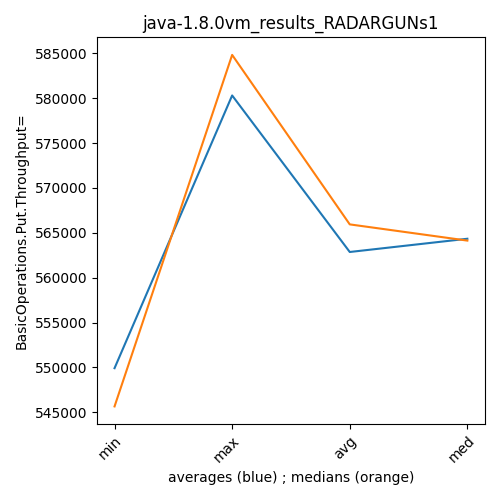 java-1.8.0vm_results_RADARGUNs1
BasicOperations.Put.Throughput=
585000
580000
575000
570000
565000
560000
555000
550000
545000
min
max
avg
med
averages (blue) ; medians (orange)